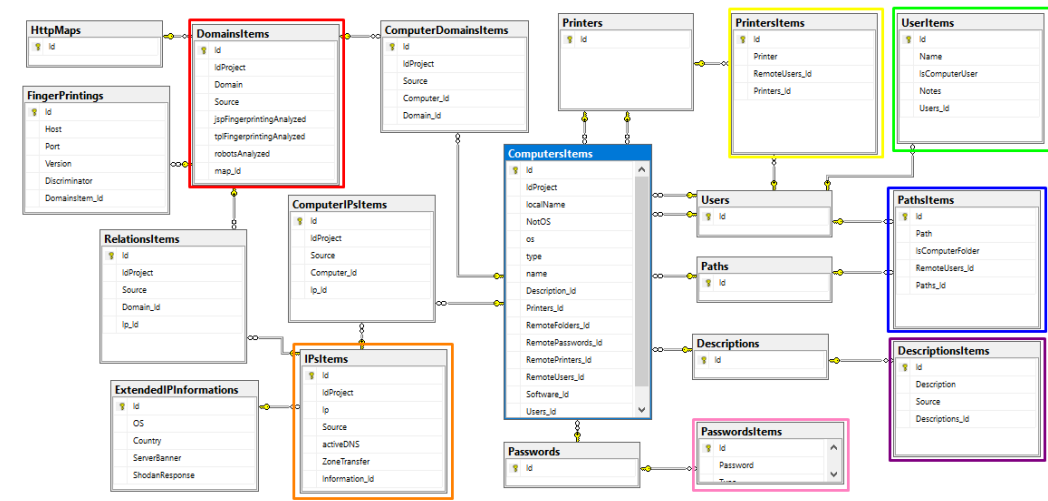 HttpMaps
Id
FingerPrintings
Id
Host
Port
Version
Discriminator
DomainsItem_Id
DomainsItems
Id
IdProject
Domain
Source
jspFingerprintingAnalyzed
tplFingerprintingAnalyzed
robotsAnalyzed
map_Id
ComputerDomainsItems
Id
IdProject
Source
Computer_Id
Domain_Id
Printers
Id
PrintersItems
Id
Printer
RemoteUsers_Id
Printers_Id
UserItems
Id
Name
IsComputerUser
Notes
Users_Id
ComputersItems
Id
IdProject
localName
NotOS
os
type
name
Description_Id
Printers_Id
RemoteFolders_Id
RemotePasswords_Id
RemotePrinters_Id
RemoteUsers_Id
Software_Id
Users_Id
Users
Id
PathsItems
Id
Path
IsComputerFolder
RemoteUsers_Id
Paths_Id
ComputerIPsItems
Id
IdProject
Source
Computer_Id
Ip_Id
RelationsItems
Id
IdProject
Source
Domain_Id
Ip_Id
Paths
Id
Descriptions
Id
DescriptionsItems
Id
Description
Source
Descriptions_Id
IPsItems
Id
IdProject
Ip
Source
activeDNS
ZoneTransfer
Information_Id
ExtendedIPInformations
Id
OS
Country
ServerBanner
ShodanResponse
Passwords
Id
PasswordsItems
Id
Password